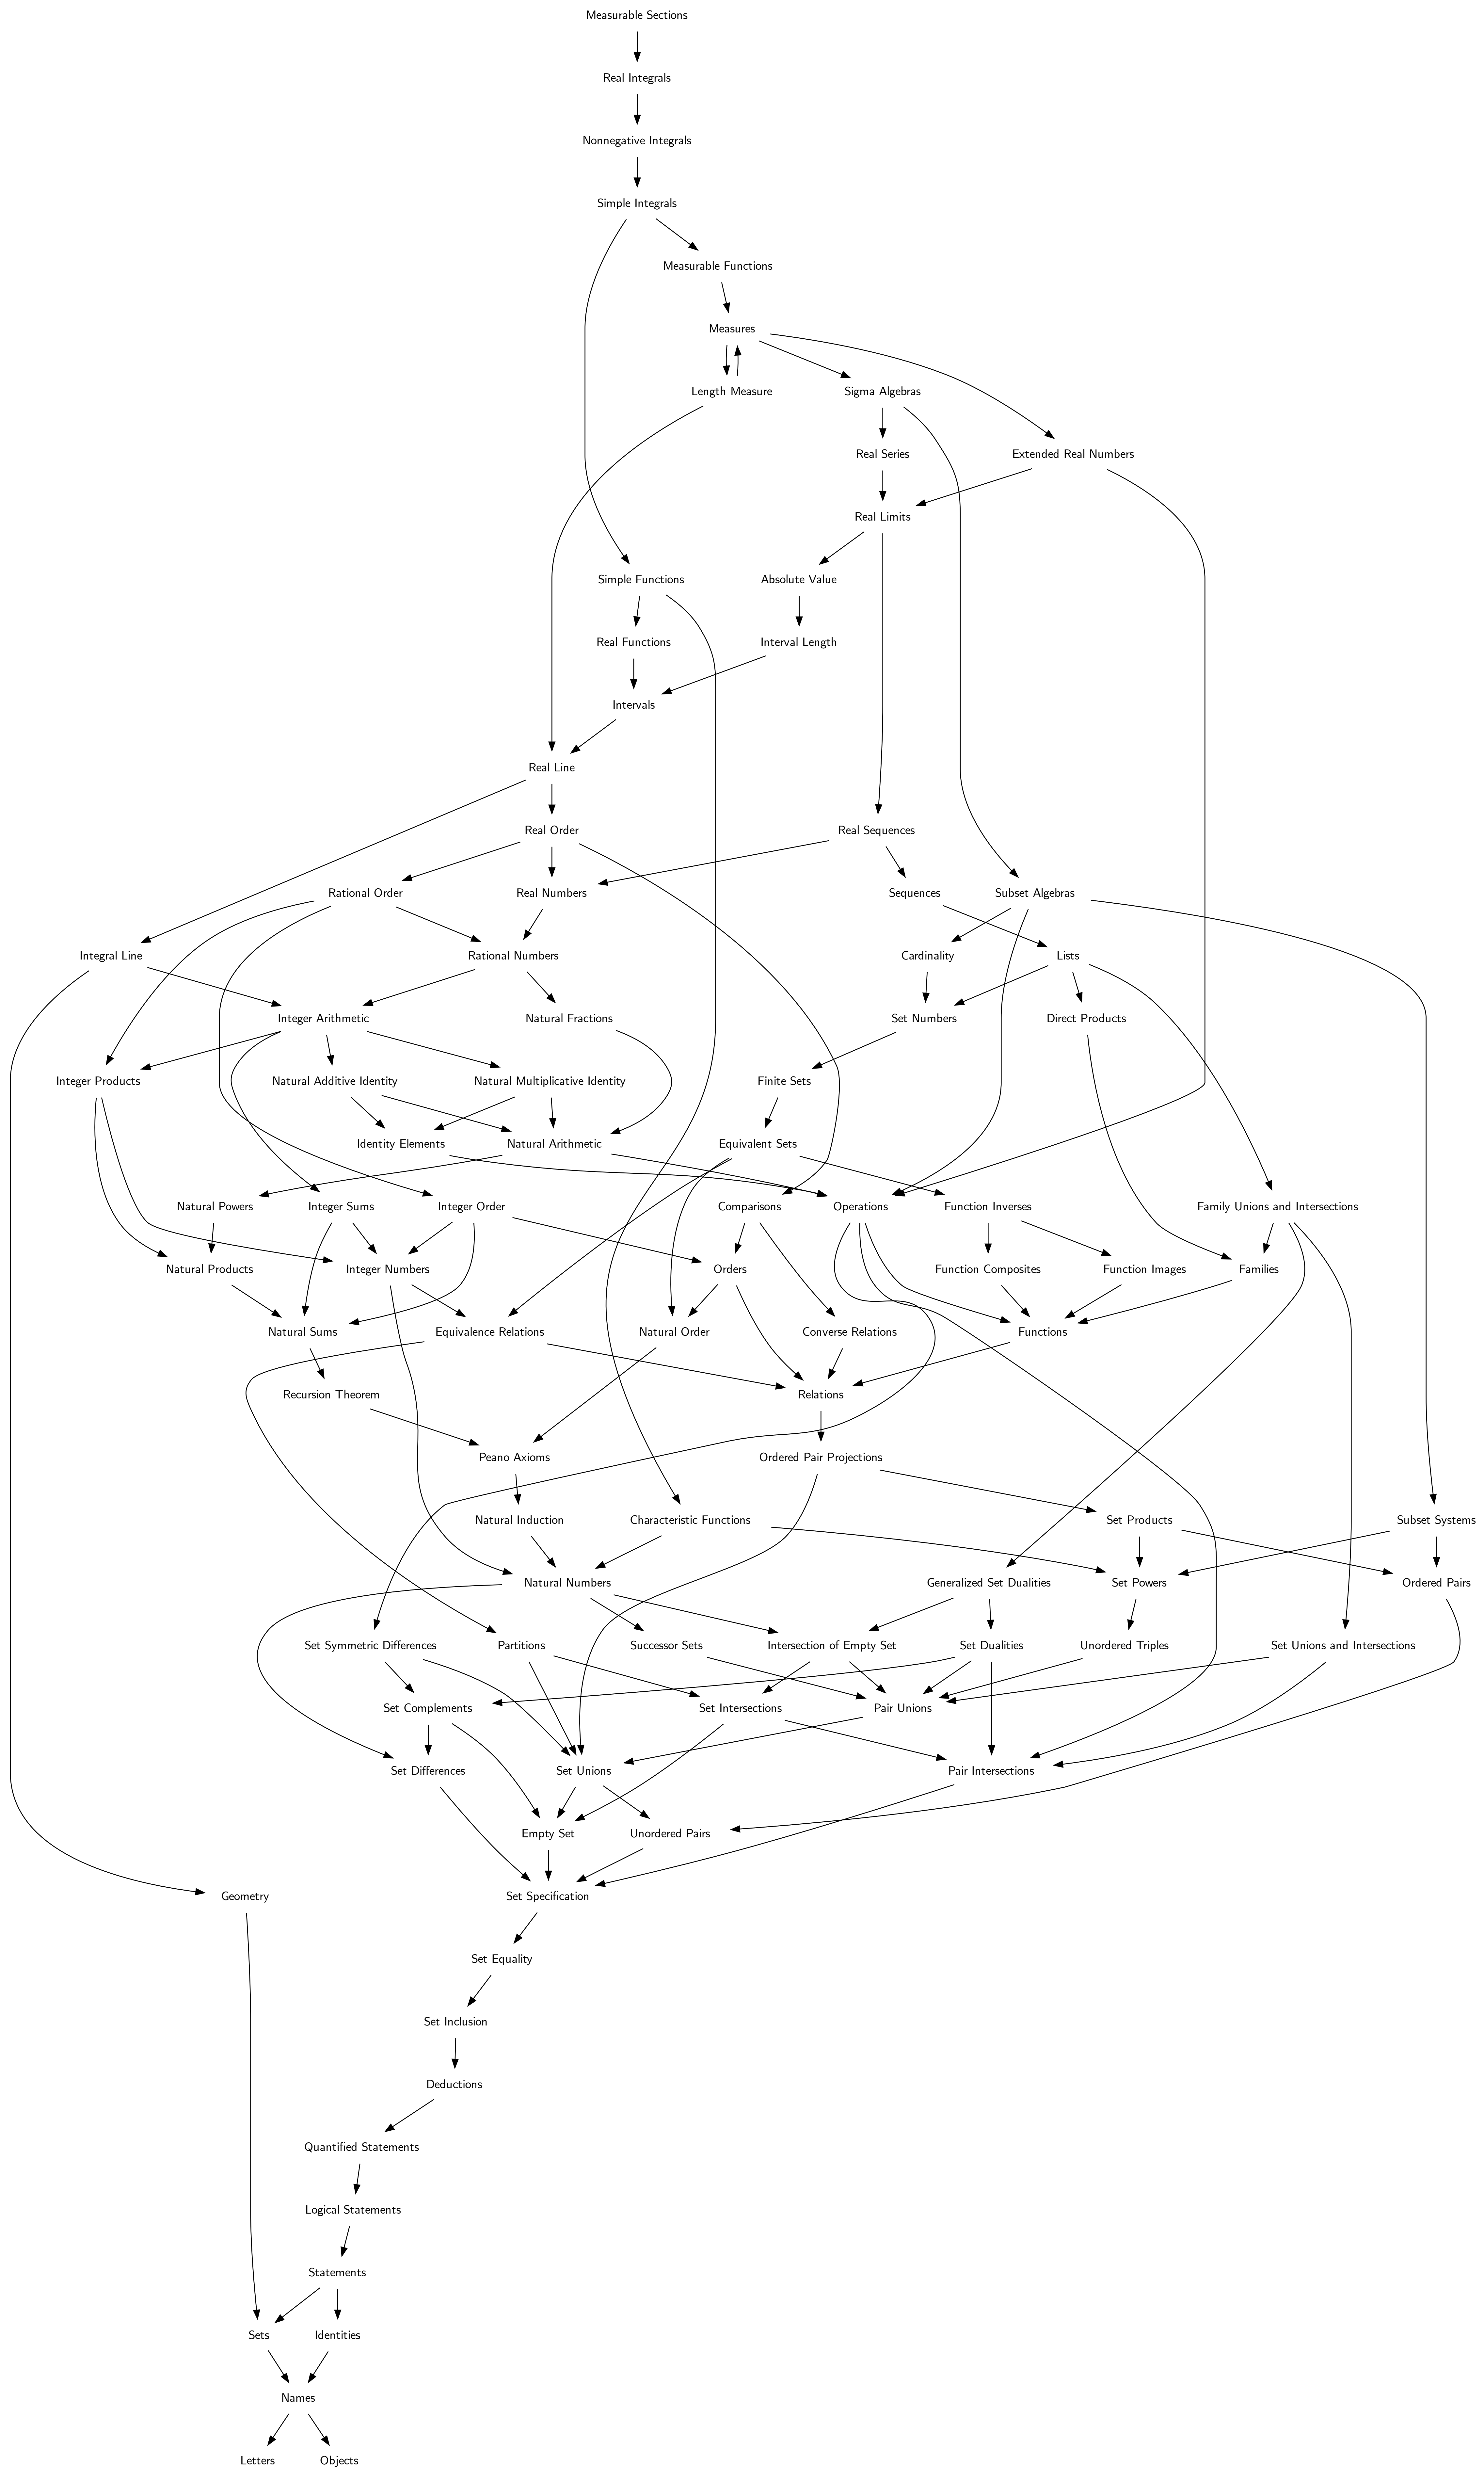 Measurable Sections
Real Integrals
Nonnegative Integrals
Simple Integrals
Measurable Functions
Measures
Length Measure
Sigma Algebras
Real Series
Extended Real Numbers
Real Limits
Simple Functions
Absolute Value
Real Functions
Interval Length
Intervals
Real Line
Real Order
Real Sequences
Rational Order
Real Numbers
Sequences
Subset Algebras
Integral Line
Rational Numbers
Cardinality
Lists
Integer Arithmetic
Natural Fractions
Set Numbers
Direct Products
Integer Products
Natural Additive Identity
Natural Multiplicative Identity
Finite Sets
Identity Elements
Natural Arithmetic
Equivalent Sets
Natural Powers
Integer Sums
Integer Order
Comparisons
Operations
Function Inverses
Family Unions and Intersections
Natural Products
Integer Numbers
Orders
Function Composites
Function Images
Families
Natural Sums
Equivalence Relations
Natural Order
Converse Relations
Functions
Recursion Theorem
Relations
Peano Axioms
Ordered Pair Projections
Natural Induction
Characteristic Functions
Set Products
Subset Systems
Natural Numbers
Generalized Set Dualities
Set Powers
Ordered Pairs
Set Symmetric Differences
Partitions
Successor Sets
Intersection of Empty Set
Set Dualities
Unordered Triples
Set Unions and Intersections
Set Complements
Set Intersections
Pair Unions
Set Differences
Set Unions
Pair Intersections
Empty Set
Unordered Pairs
Geometry
Set Specification
Set Equality
Set Inclusion
Deductions
Quantified Statements
Logical Statements
Statements
Sets
Identities
Names
Letters
Objects